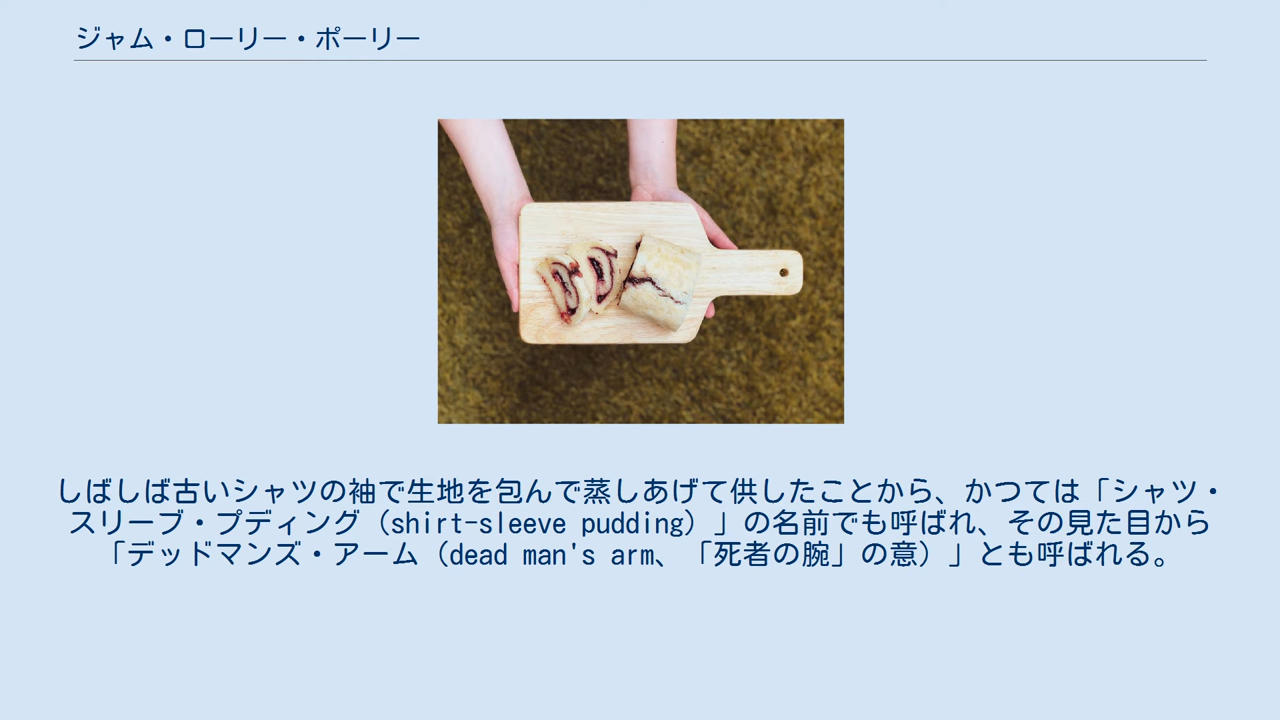 ジャム・ローリー・ポーリー
しばしば古いシャツの袖で生地を包んで蒸しあげて供したことから、かつては「シャツ・
スリーブ・プディング（shirt-sleeve pudding）」の名前でも呼ばれ、その見た目から
「デッドマンズ・アーム（dead man's arm、「死者の腕」の意）」とも呼ばれる。